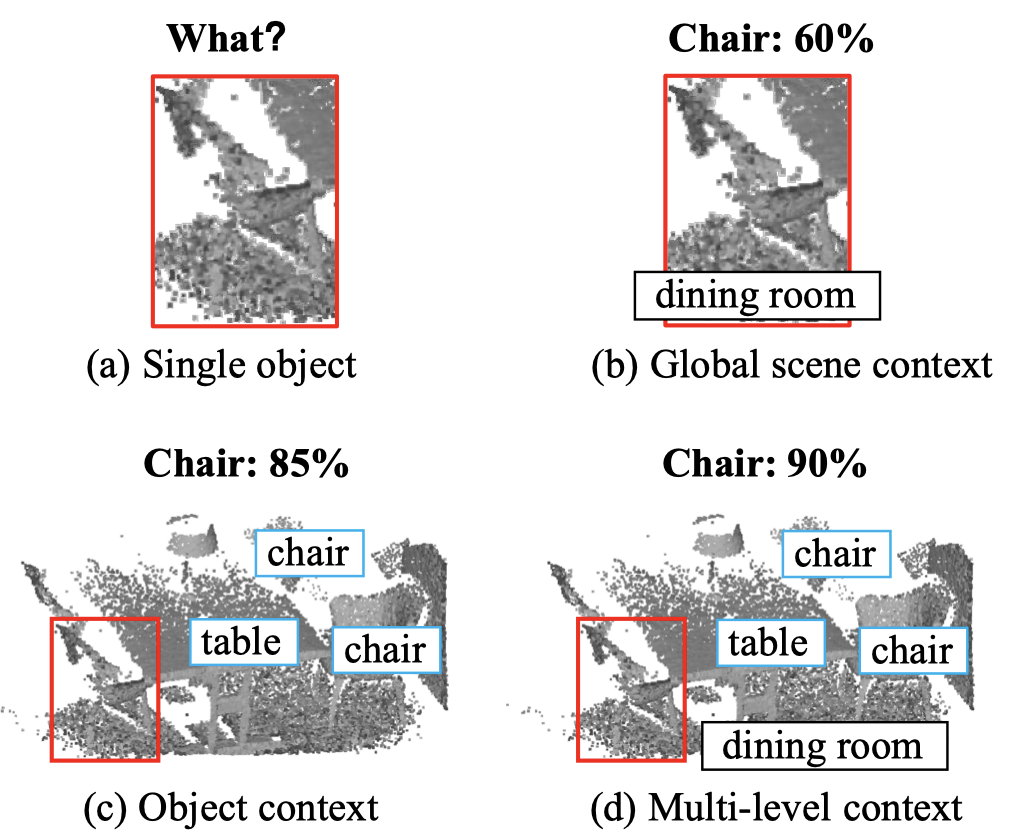 What?
Chair: 60%
dining room
(a) Single object
(b) Global scene context
Chair: 85%
Chair: 90%
chair
table
chair
chair
table
chair
dining room
(c) Object context
(d) Multi-level context